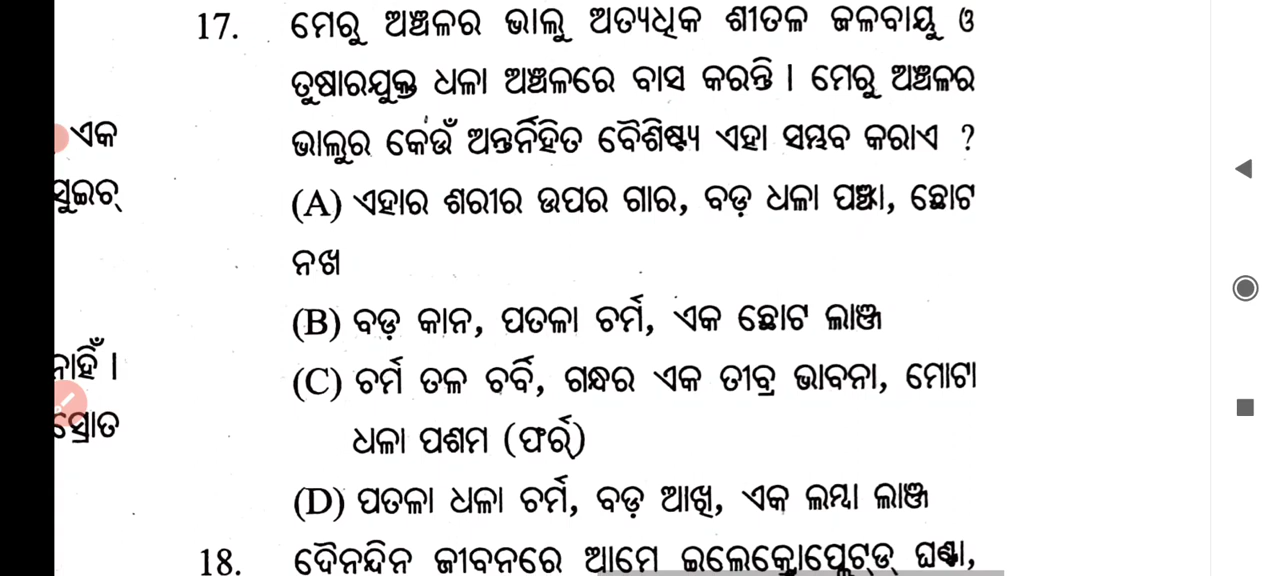 17. ମେରୁ ଅଞ୍ଚଳର ଭାଲୁ ଅତ୍ୟଧିକ ଶୀତଳ ଜଳବାୟୁ ଓ
ତୁଷାରଯୁକ୍ତ ଧଳା ଅଞ୍ଚଳରେ ବାସ କରନ୍ତି । ମେରୁ ଅଞ୍ଚଳର
ଏକ
ଭାଲୁର କେଉଁ ଅନ୍ତର୍ନିହିତ ବୈଶିଷ୍ଟ୍ୟ ଏହା ସମ୍ଭବ କରାଏ ?
ସୁଇଚ୍
(A) ଏହାର ଶରୀର ଉପର ଗାର, ବଡ଼ ଧଳା ପଞ୍ଝା, ଛୋଟ
ନଖ
(B) ବଡ଼ କାନ, ପତଳା ଚର୍ମ, ଏକ ଛୋଟ ଲାଞ୍ଜ
ନାହିଁ ।
(C) ଚର୍ମ ତଳ ଚର୍ବି, ଗନ୍ଧର ଏକ ତୀବ୍ର ଭାବନା, ମୋଟା
ସ୍ରୋତ
ଧଳା ପଶମ (ଫର୍ର୍)
(D) ପତଳା ଧଳା ଚର୍ମ, ବଡ଼ ଆଖି, ଏକ ଲମ୍ବା ଲାଞ୍ଜ
18. ଦୈନନ୍ଦିନ ଜୀବନରେ ଆମେ ଇଲେକ୍ଟ୍ରୋପ୍ଲେଟ୍‌ଡ୍ ଘଣ୍ଟା,